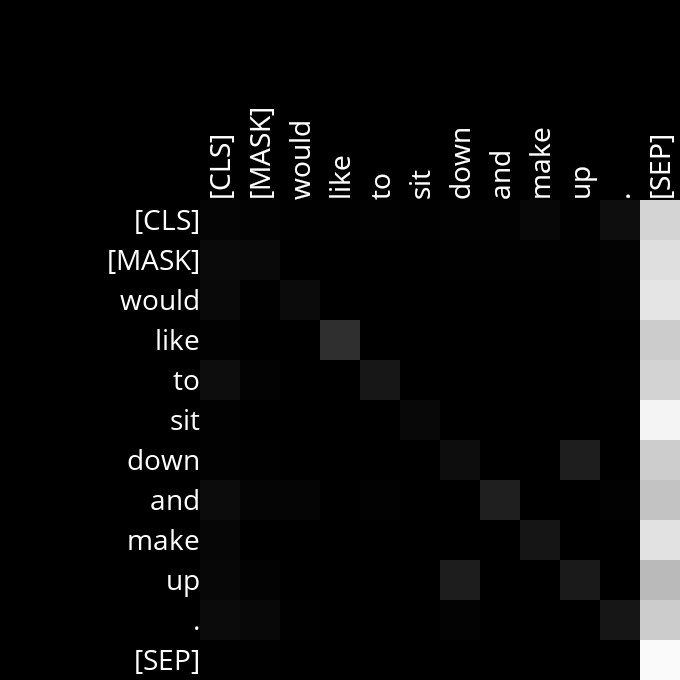 [CLS] [MASK] would like to sit down and make up . [SEP]
[CLS]
[MASK]
would
like
to
sit
down
and
make
up
.
[SEP]